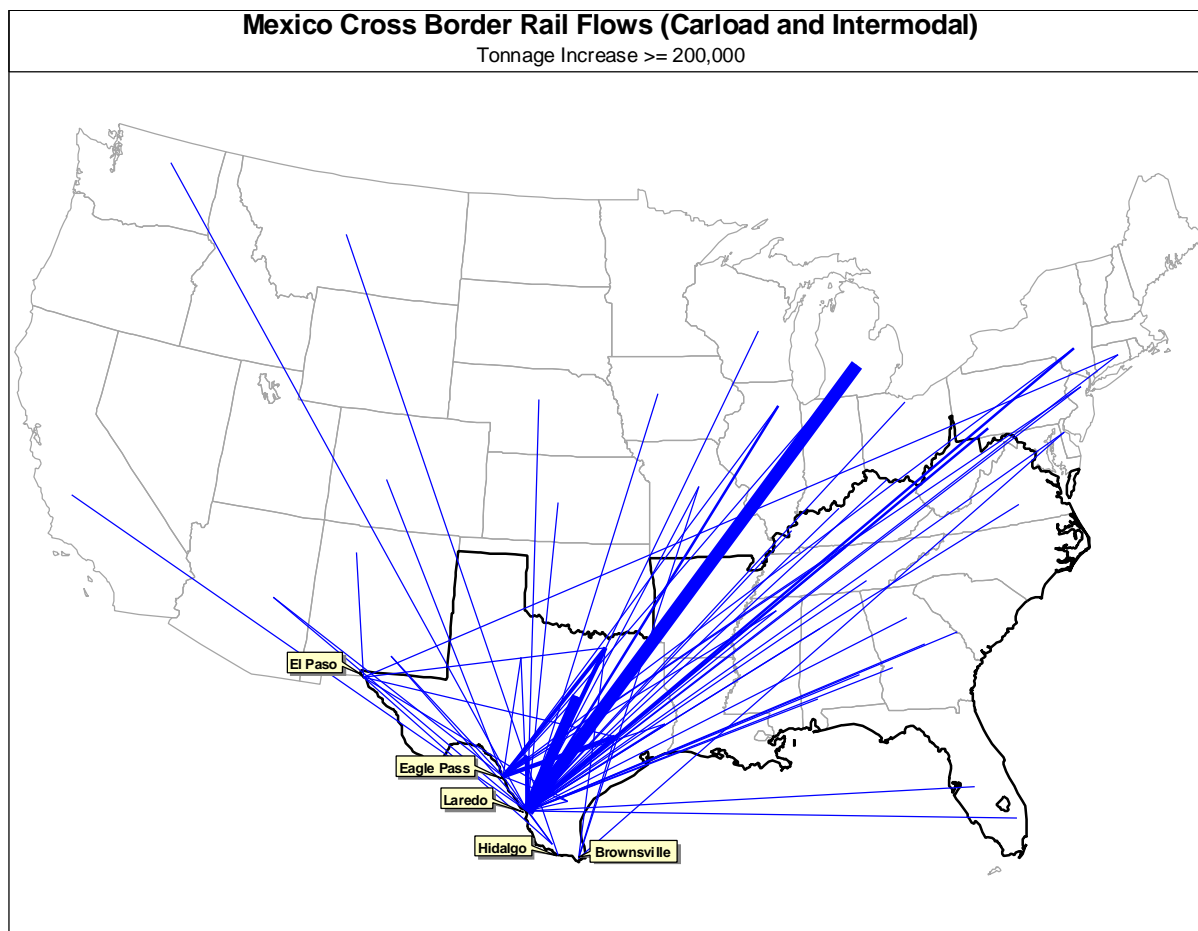 Mexico Cross Border Rail Flows (Carload and Intermodal)
Tonnage Increase >= 200,000
El Paso
Eagle Pass
Laredo
Hidalgo
Brownsville